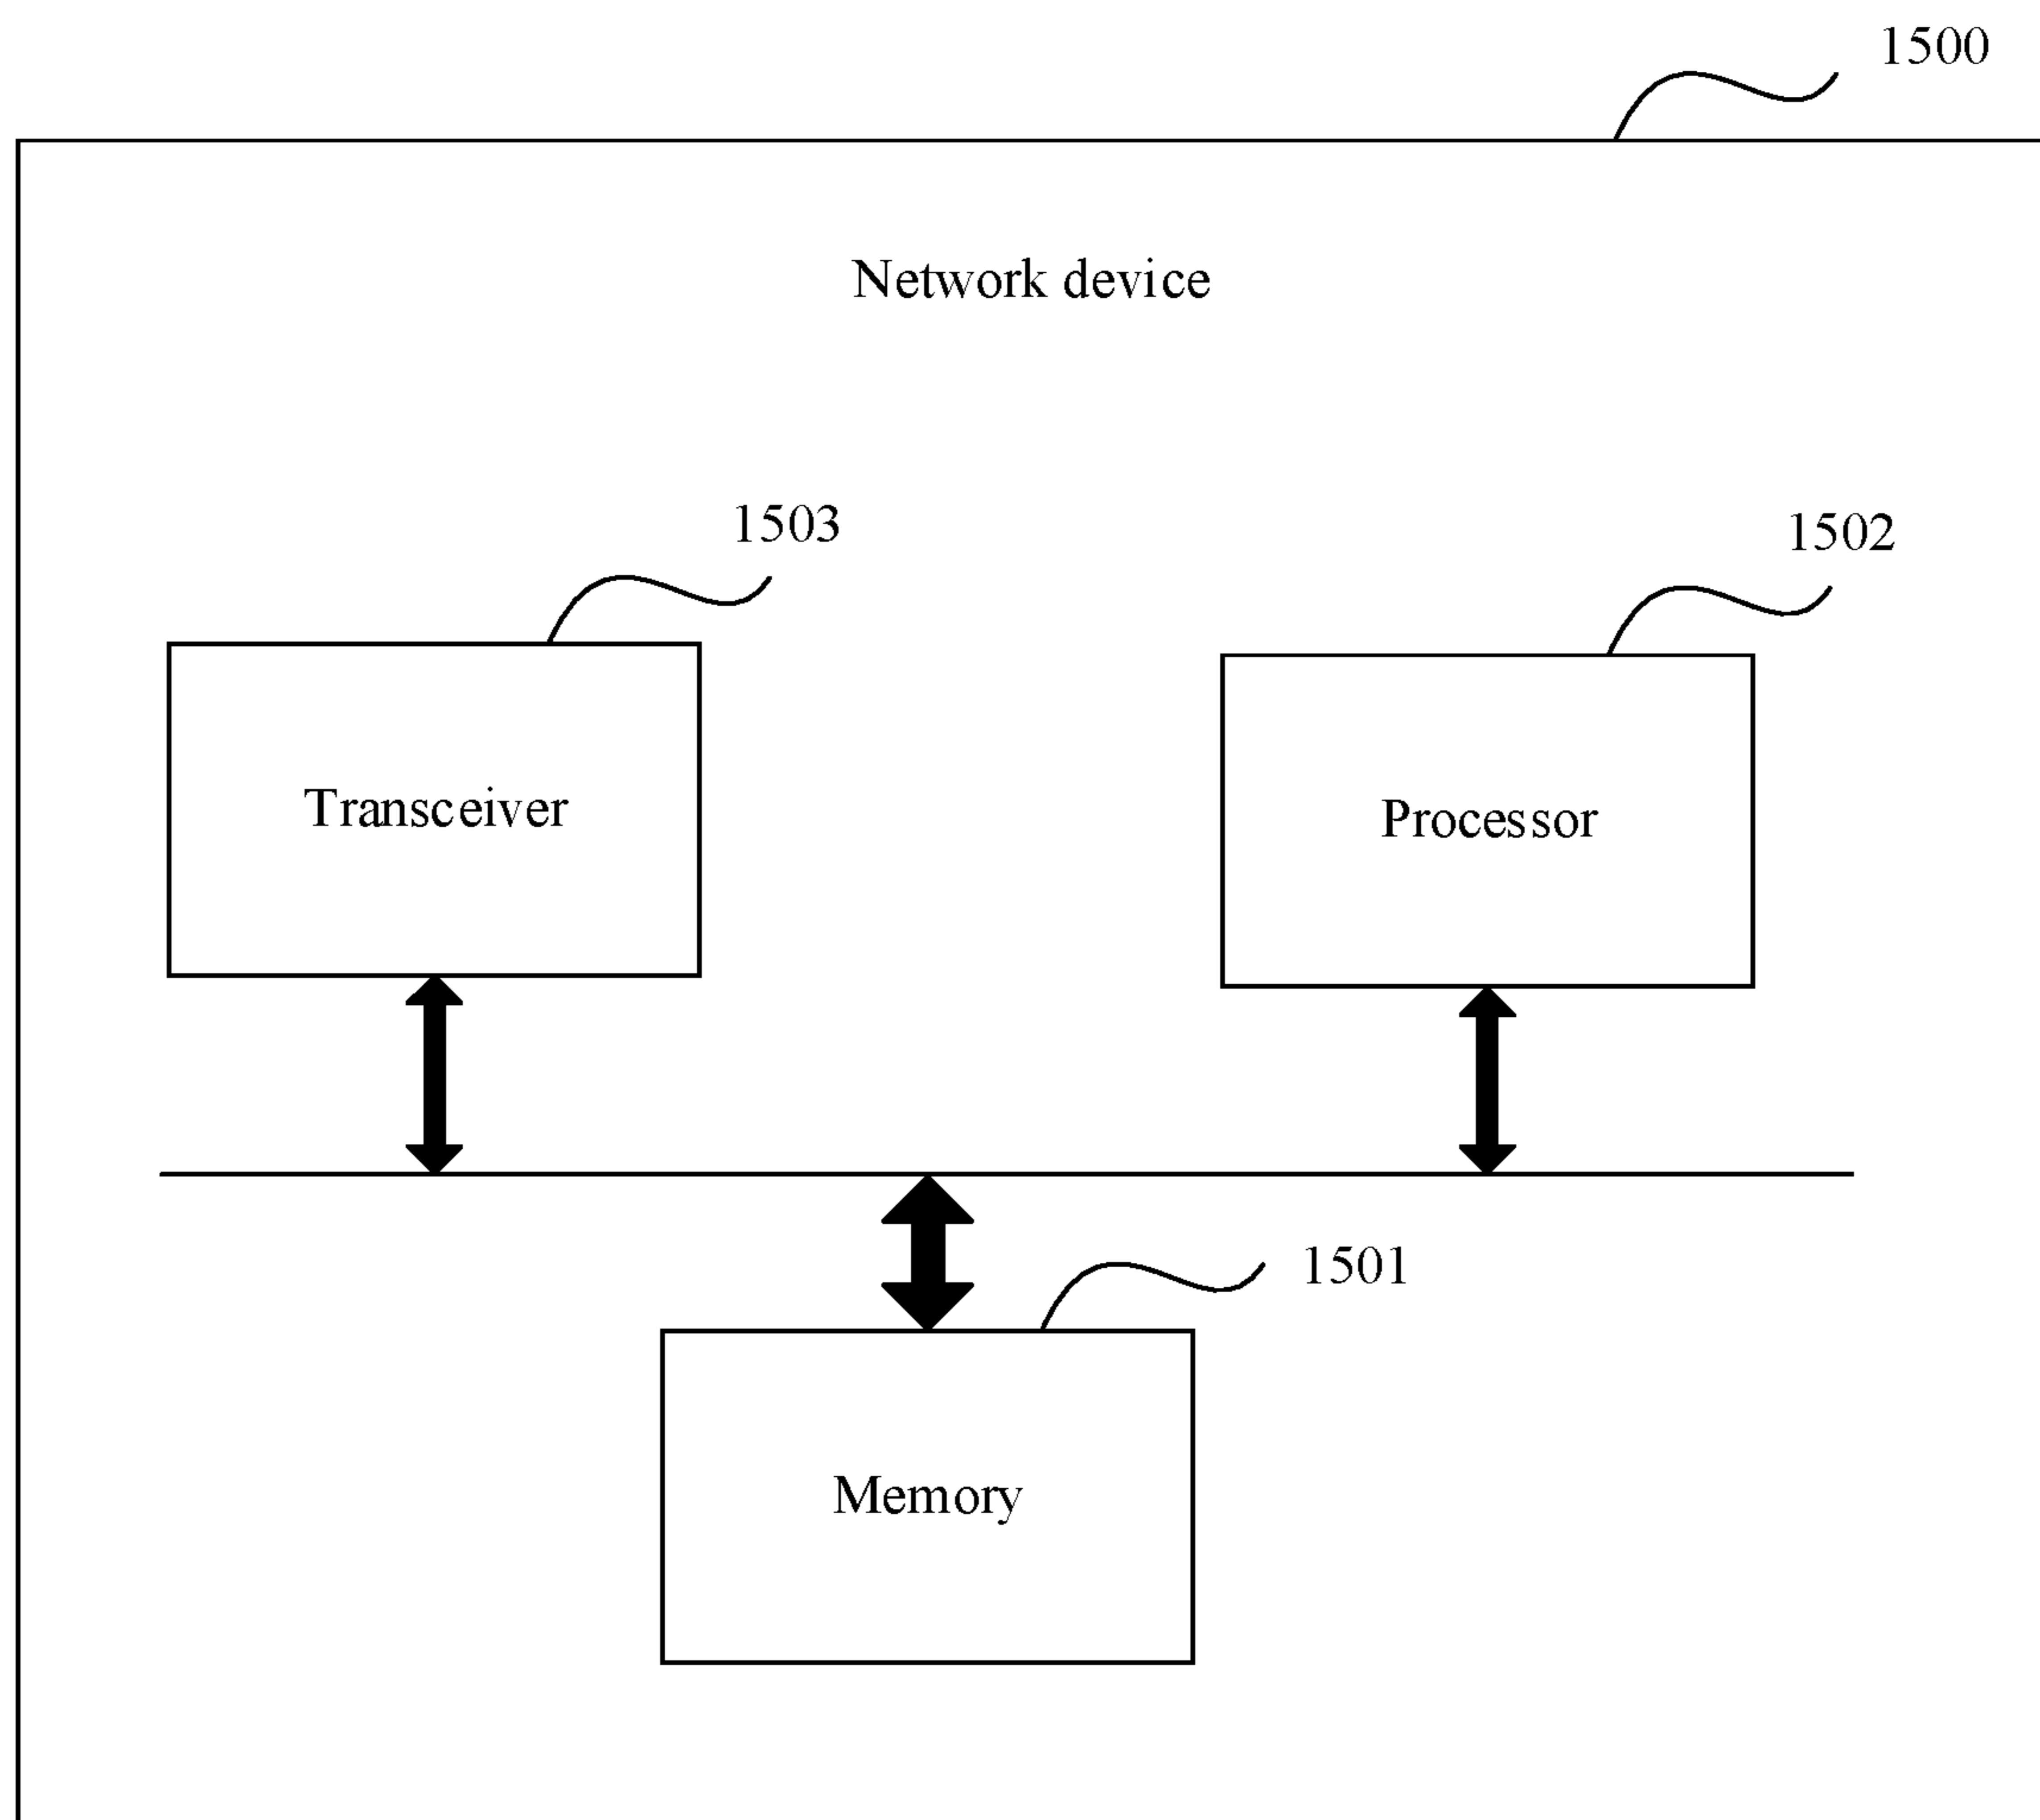 1500
Network device
1503
1502
Transceiver
Processor
1501
Memory